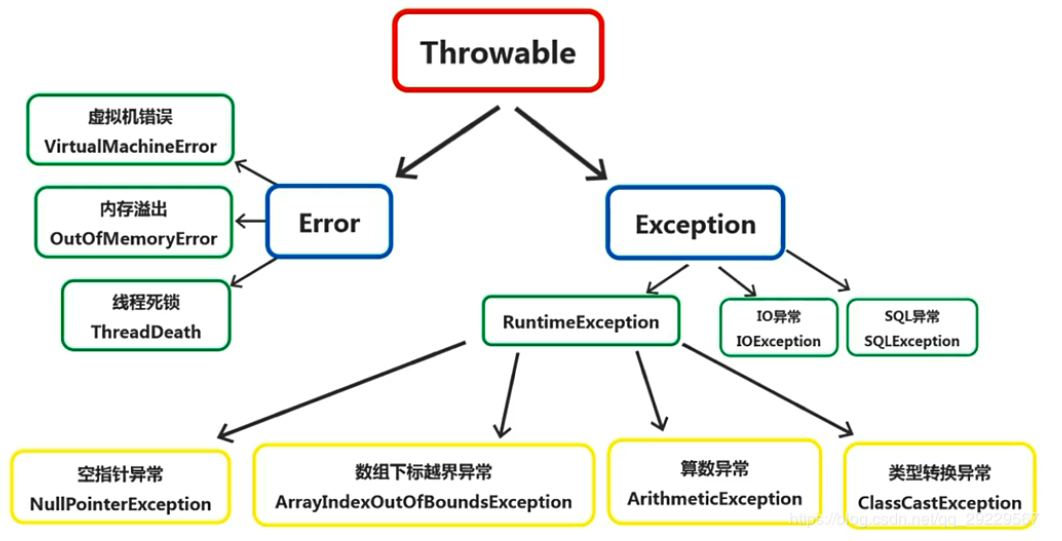 Throwable
虚拟机错误
VirtualMachineError
内存溢出
OutOfMemoryError
线程死锁
ThreadDeath
Error
Exception
RuntimeException
IO异常
IOException
SQL异常
SQLException
空指针异常
NullPointerException
数组下标越界异常
ArrayIndexOutOfBoundsException
算数异常
ArithmeticException
类型转换异常
ClassCastException
https://blog.csdn.net/qq_29229567